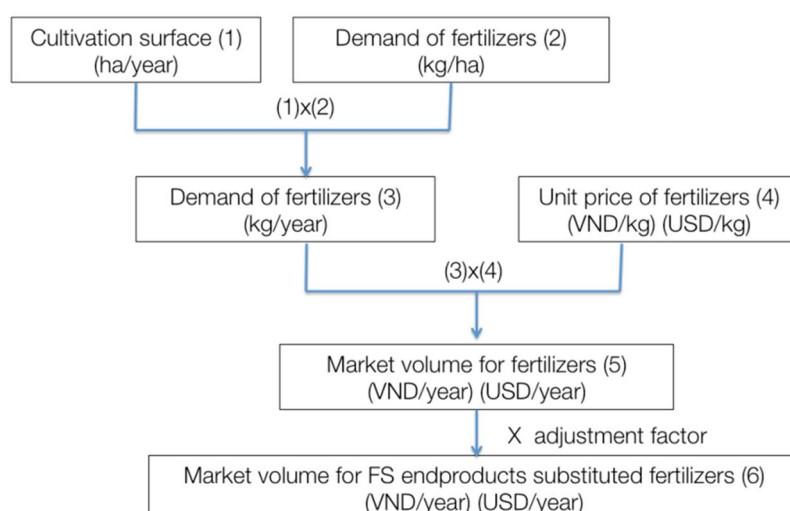 Cultivation surface (1)
(ha/year)
Demand of fertilizers (2)
(kg/ha)
(1)x(2)
Demand of fertilizers (3)
(kg/year)
Unit price of fertilizers (4)
(VND/kg) (USD/kg)
(3)x(4)
Market volume for fertilizers (5)
(VND/year) (USD/year)
X adjustment factor
Market volume for FS endproducts substituted fertilizers (6)
(VND/year) (USD/year)